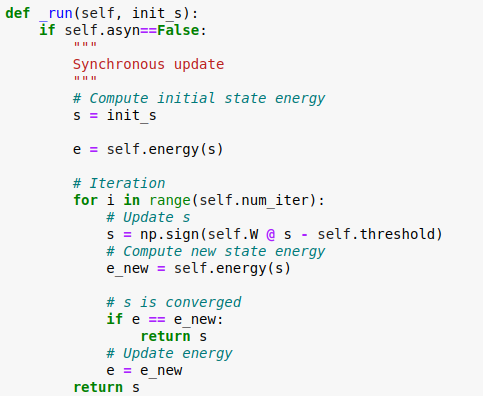 def _run(self, init_s):
    if self.asyn==False:
        """
        Synchronous update
        """
        # Compute initial state energy
        s = init_s

        e = self.energy(s)

        # Iteration
        for i in range(self.num_iter):
            # Update s
            s = np.sign(self.W @ s - self.threshold)
            # Compute new state energy
            e_new = self.energy(s)

            # s is converged
            if e == e_new:
                return s
            # Update energy
            e = e_new
        return s